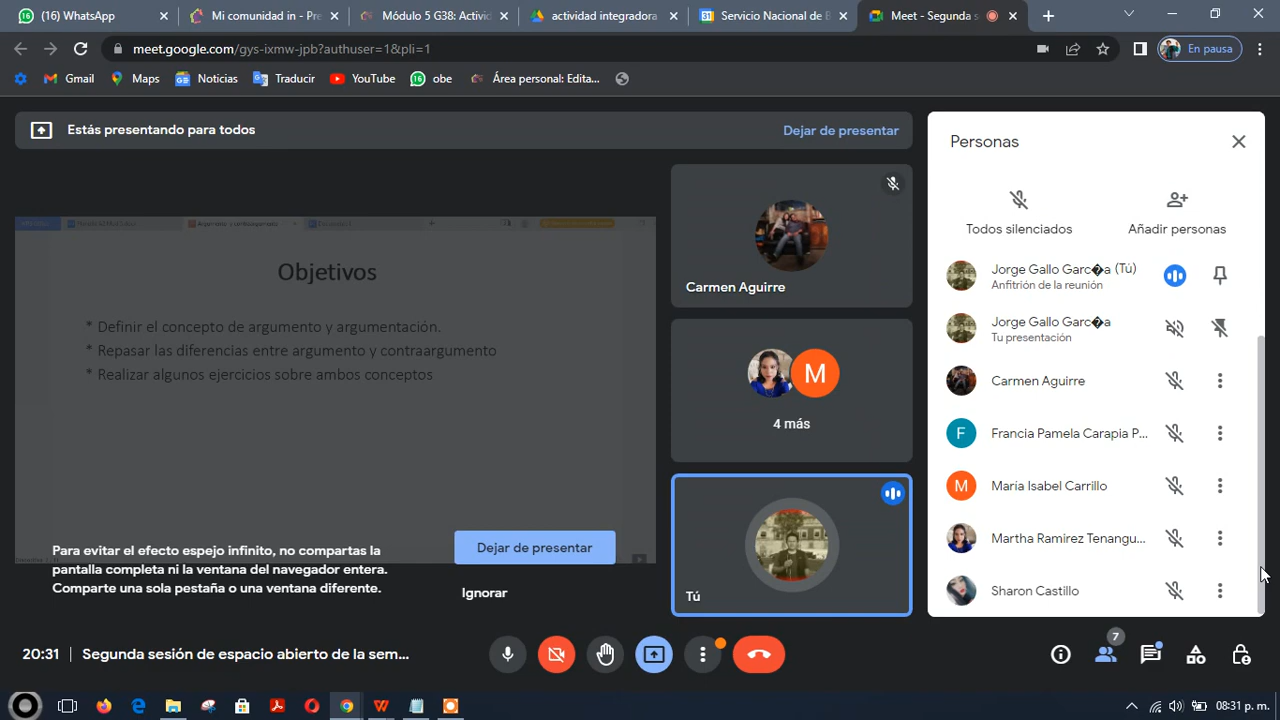 (16) WhatsApp
Mi comunidad in - Pre
Módulo 5 G38: Activi
actividad integradora
Servicio Nacional de B
Meet - Segunda s
meet.google.com/gys-ixmw-jpb?authuser=1&pli=1
En pausa
Gmail
Maps
Noticias
Traducir
YouTube
obe
Área personal: Edita...
Estás presentando para todos
Dejar de presentar
Objetivos
* Definir el concepto de argumento y argumentación.
* Repasar las diferencias entre argumento y contraargumento
* Realizar algunos ejercicios sobre ambos conceptos
Para evitar el efecto espejo infinito, no compartas la
pantalla completa ni la ventana del navegador entera.
Comparte una sola pestaña o una ventana diferente.
Dejar de presentar
Ignorar
Carmen Aguirre
M
4 más
Tú
Personas
Todos silenciados
Añadir personas
Jorge Gallo Garc�a (Tú)
Anfitrión de la reunión
Jorge Gallo Garc�a
Tu presentación
Carmen Aguirre
F
Francia Pamela Carapia P...
M
María Isabel Carrillo
Martha Ramírez Tenangu...
Sharon Castillo
20:31
Segunda sesión de espacio abierto de la sem...
7
08:31 p. m.